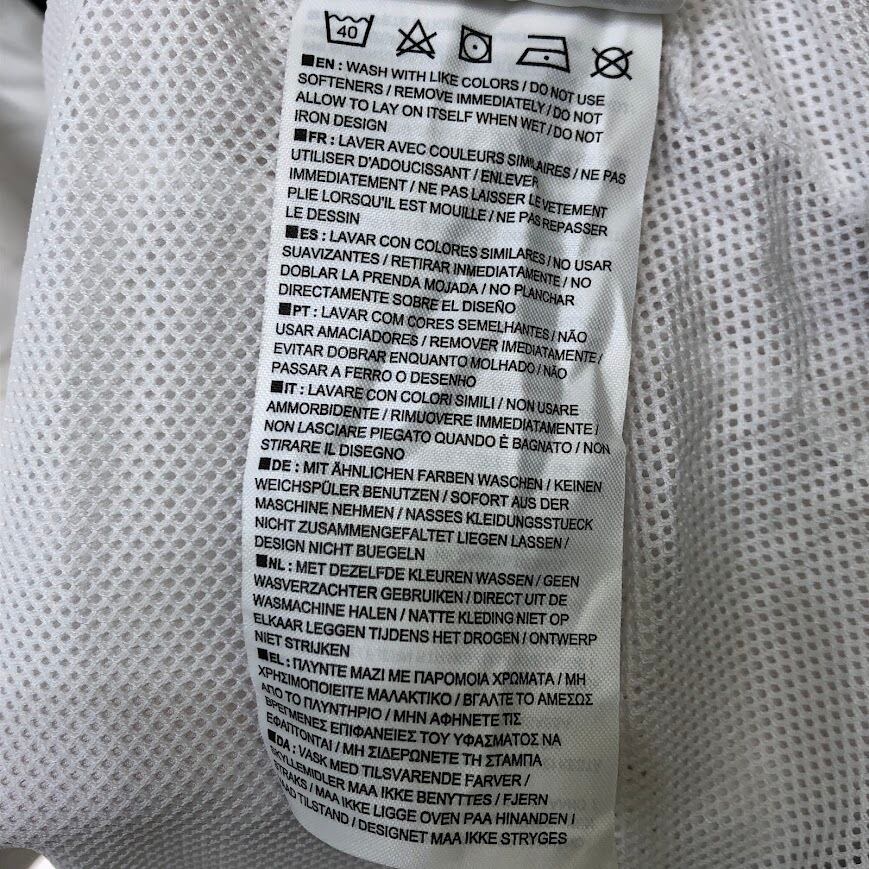 40
EN : WASH WITH LIKE COLORS / DO NOT USE
SOFTENERS / REMOVE IMMEDIATELY / DO NOT
ALLOW TO LAY ON ITSELF WHEN WET / DO NOT
IRON DESIGN
FR : LAVER AVEC COULEURS SIMILAIRES / NE PAS
UTILISER D'ADOUCISSANT / ENLEVER
IMMEDIATEMENT / NE PAS LAISSER LE VETEMENT
PLIE LORSQU'IL EST MOUILLE / NE PAS REPASSER
LE DESSIN
ES : LAVAR CON COLORES SIMILARES / NO USAR
SUAVIZANTES / RETIRAR INMEDIATAMENTE / NO
DOBLAR LA PRENDA MOJADA / NO PLANCHAR
DIRECTAMENTE SOBRE EL DISEÑO
PT : LAVAR COM CORES SEMELHANTES / NÃO
USAR AMACIADORES / REMOVER IMEDIATAMENTE /
EVITAR DOBRAR ENQUANTO MOLHADO / NÃO
PASSAR A FERRO O DESENHO
IT : LAVARE CON COLORI SIMILI / NON USARE
AMMORBIDENTE / RIMUOVERE IMMEDIATAMENTE /
NON LASCIARE PIEGATO QUANDO È BAGNATO / NON
STIRARE IL DISEGNO
DE : MIT ÄHNLICHEN FARBEN WASCHEN / KEINEN
WEICHSPÜLER BENUTZEN / SOFORT AUS DER
MASCHINE NEHMEN / NASSES KLEIDUNGSSTUECK
NICHT ZUSAMMENGEFALTET LIEGEN LASSEN /
DESIGN NICHT BUEGELN
NL : MET DEZELFDE KLEUREN WASSEN / GEEN
WASVERZACHTER GEBRUIKEN / DIRECT UIT DE
WASMACHINE HALEN / NATTE KLEDING NIET OP
ELKAAR LEGGEN TIJDENS HET DROGEN / ONTWERP
NIET STRIJKEN
EL : ΠΛΥΝΤΕ ΜΑΖΙ ΜΕ ΠΑΡΟΜΟΙΑ ΧΡΩΜΑΤΑ / ΜΗ
ΧΡΗΣΙΜΟΠΟΙΕΙΤΕ ΜΑΛΑΚΤΙΚΟ / ΒΓΑΛΤΕ ΤΟ ΑΜΕΣΩΣ
ΑΠΟ ΤΟ ΠΛΥΝΤΗΡΙΟ / ΜΗΝ ΑΦΗΝΕΤΕ ΤΙΣ
ΒΡΕΓΜΕΝΕΣ ΕΠΙΦΑΝΕΙΕΣ ΤΟΥ ΥΦΑΣΜΑΤΟΣ ΝΑ
ΕΦΑΠΤΟΝΤΑΙ / ΜΗ ΣΙΔΕΡΩΝΕΤΕ ΤΗ ΣΤΑΜΠΑ
DA : VASK MED TILSVARENDE FARVER /
SKYLLEMIDLER MAA IKKE BENYTTES / FJERN
STRAKS / MAA IKKE LIGGE OVEN PAA HINANDEN I
VAAD TILSTAND / DESIGNET MAA IKKE STRYGES